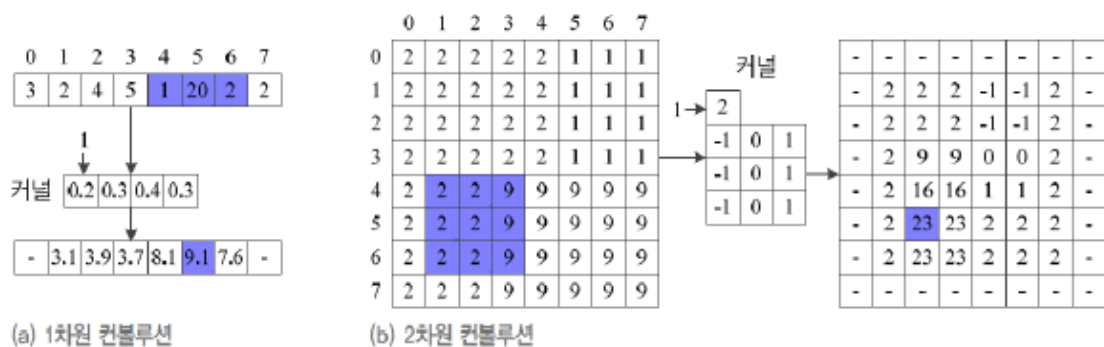 0 1 2 3 4 5 6 7
3 2 4 5 1 20 2 2
1
커널 0.2 0.3 0.4 0.3
- 3.1 3.9 3.7 8.1 9.1 7.6 -
(a) 1차원 컨볼루션
0 1 2 3 4 5 6 7
0 2 2 2 2 2 1 1 1
1 2 2 2 2 2 1 1 1
2 2 2 2 2 2 1 1 1
3 2 2 2 2 2 1 1 1
4 2 2 2 9 9 9 9 9
5 2 2 2 9 9 9 9 9
6 2 2 2 9 9 9 9 9
7 2 2 2 9 9 9 9 9
커널
1 2
-1 0 1
-1 0 1
-1 0 1
- - - - - - - -
- 2 2 2 -1 -1 2 -
- 2 2 2 -1 -1 2 -
- 2 9 9 0 0 2 -
- 2 16 16 1 1 2 -
- 2 23 23 2 2 2 -
- 2 23 23 2 2 2 -
- - - - - - - -
(b) 2차원 컨볼루션